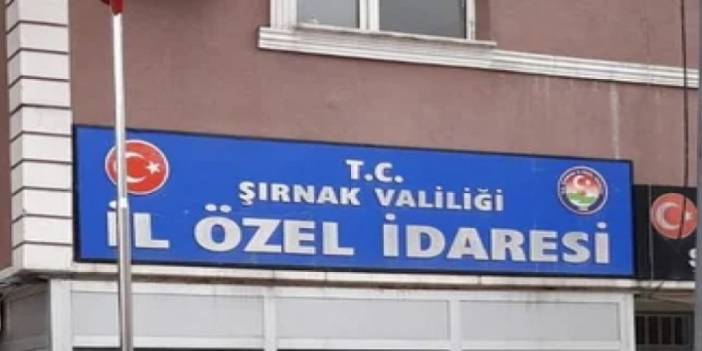 T.C.
ŞIRNAK VALİLİĞİ
İL ÖZEL İDARESİ